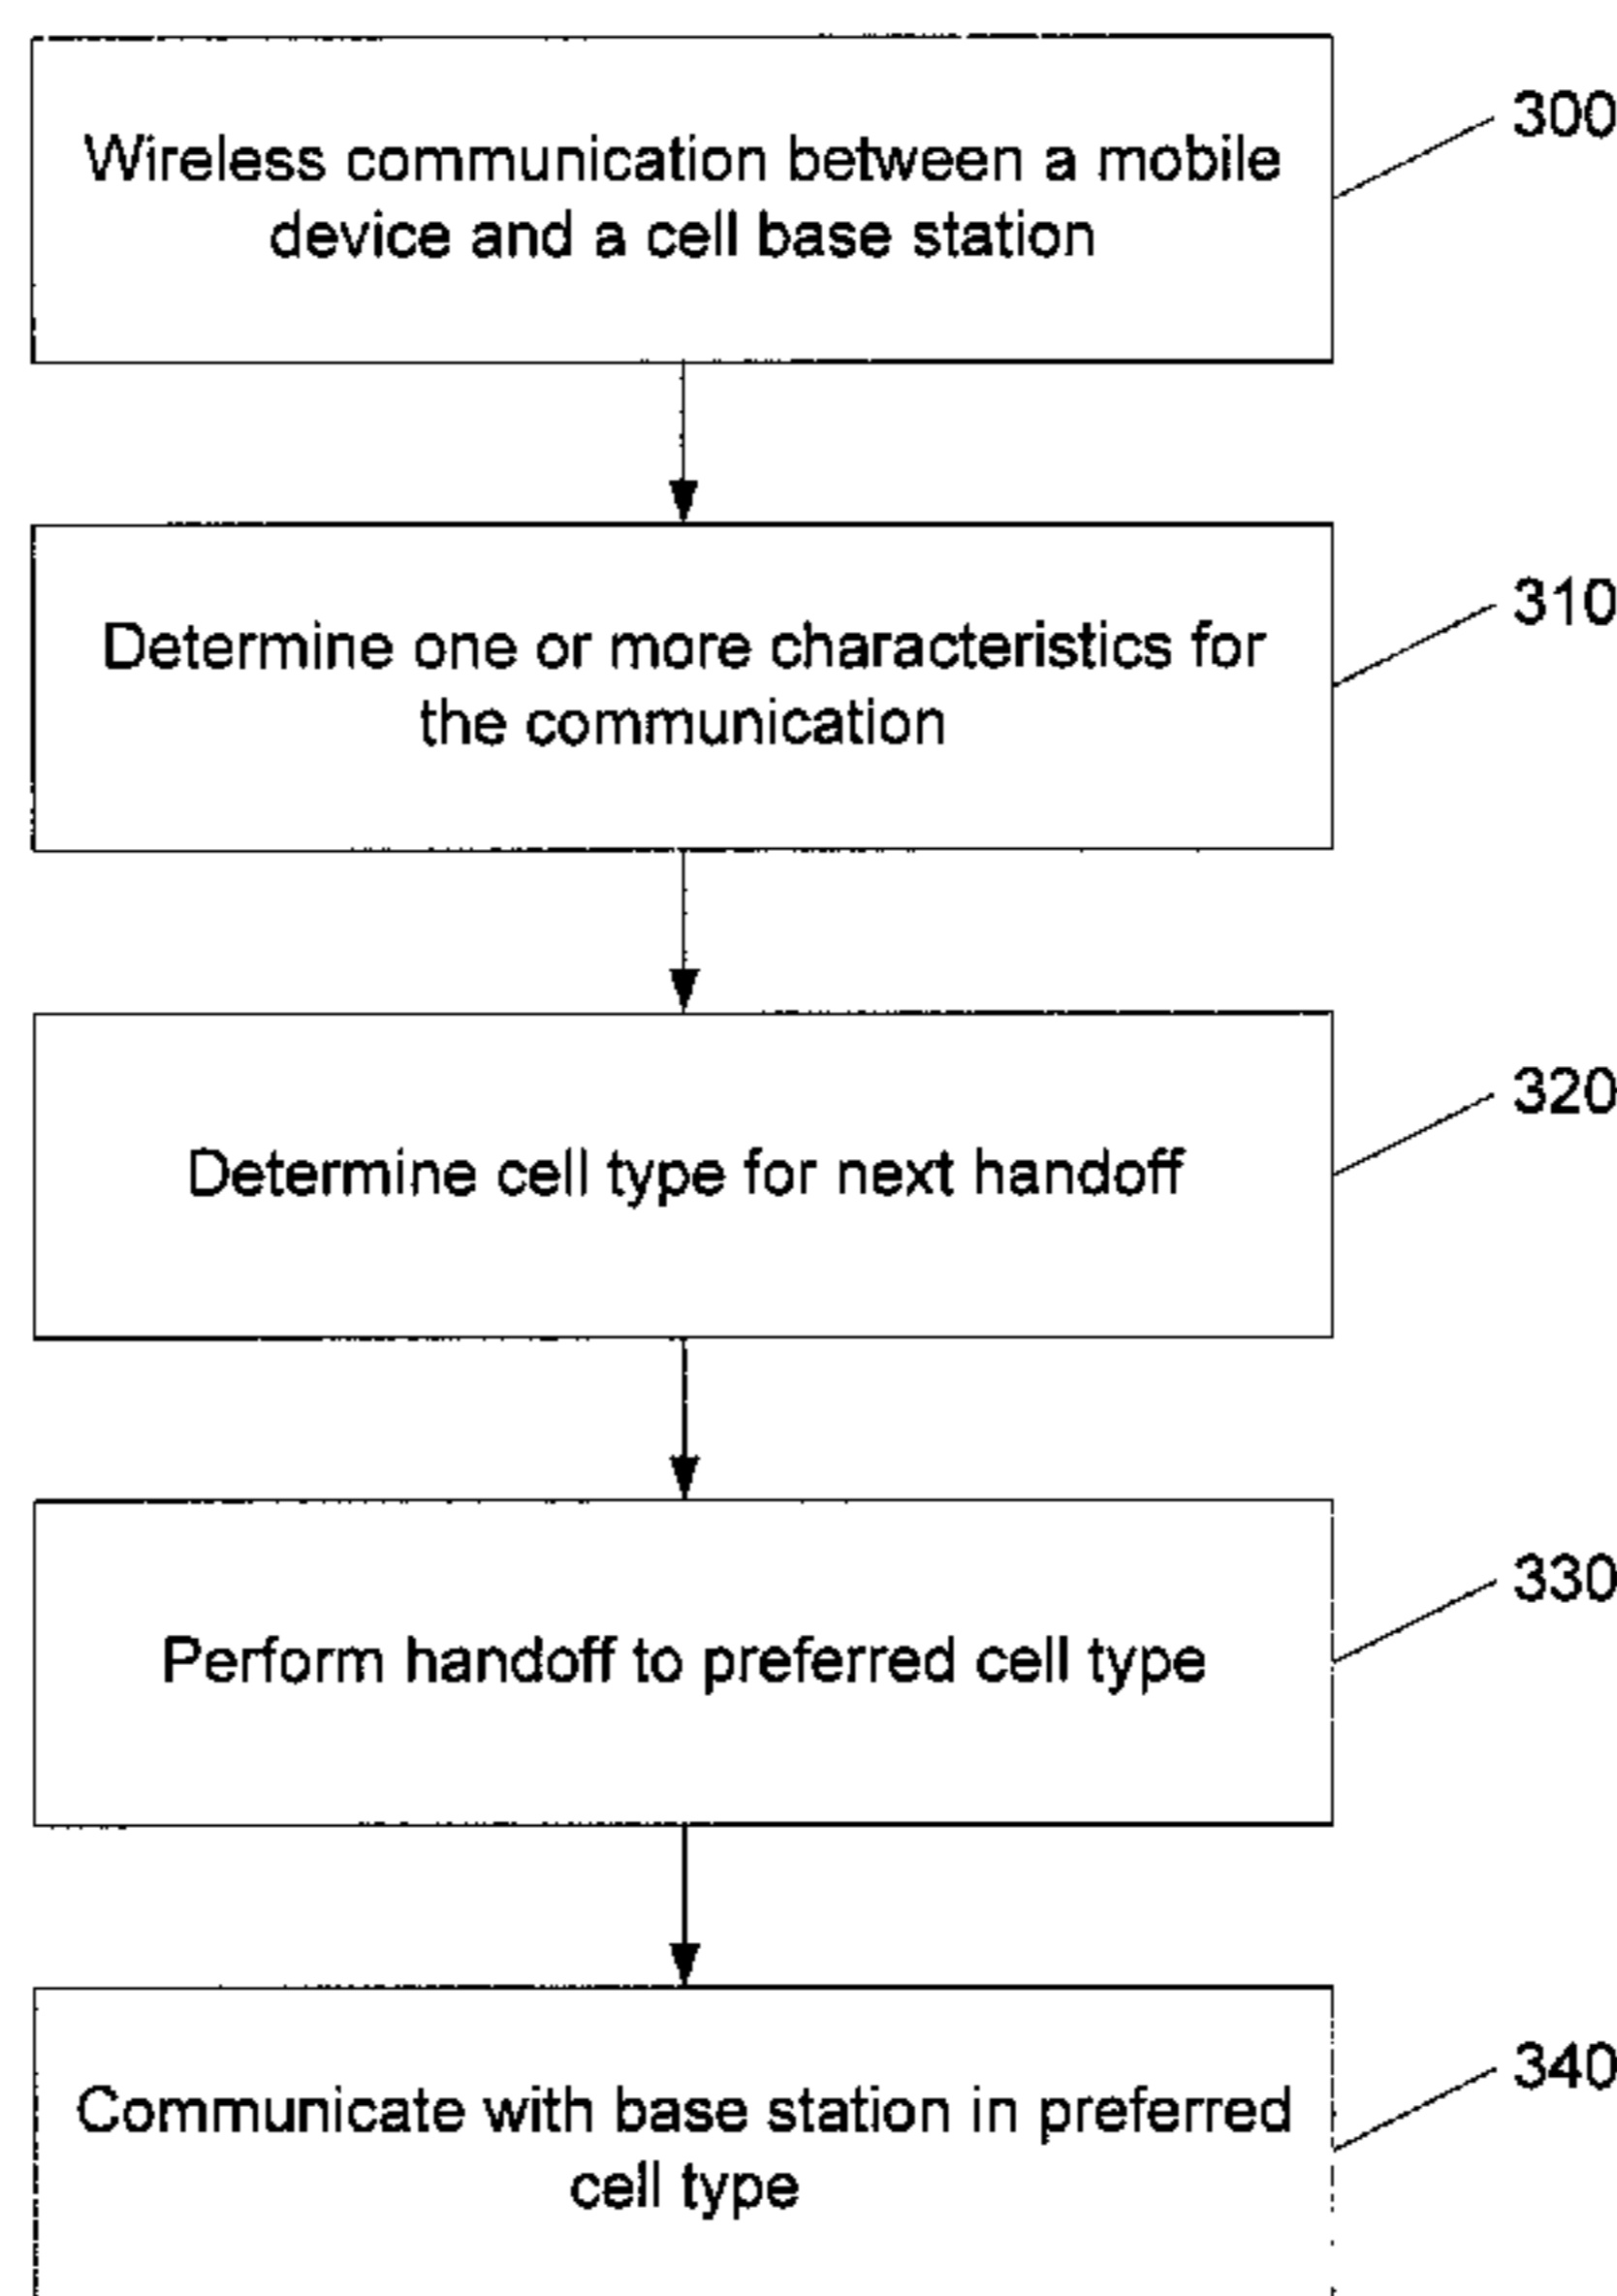 Wireless communication between a mobile
device and a cell base station
300
Determine one or more characteristics for
the communication
310
Determine cell type for next handoff
320
Perform handoff to preferred cell type
330
Communicate with base station in preferred
cell type
340